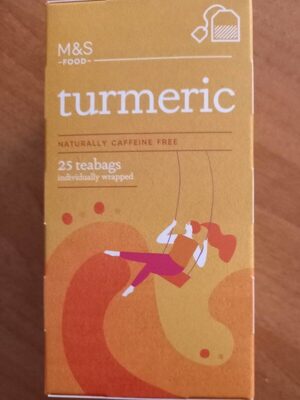 M&S
FOOD
turmeric
NATURALLY CAFFEINE FREE
25 teabags
individually wrapped